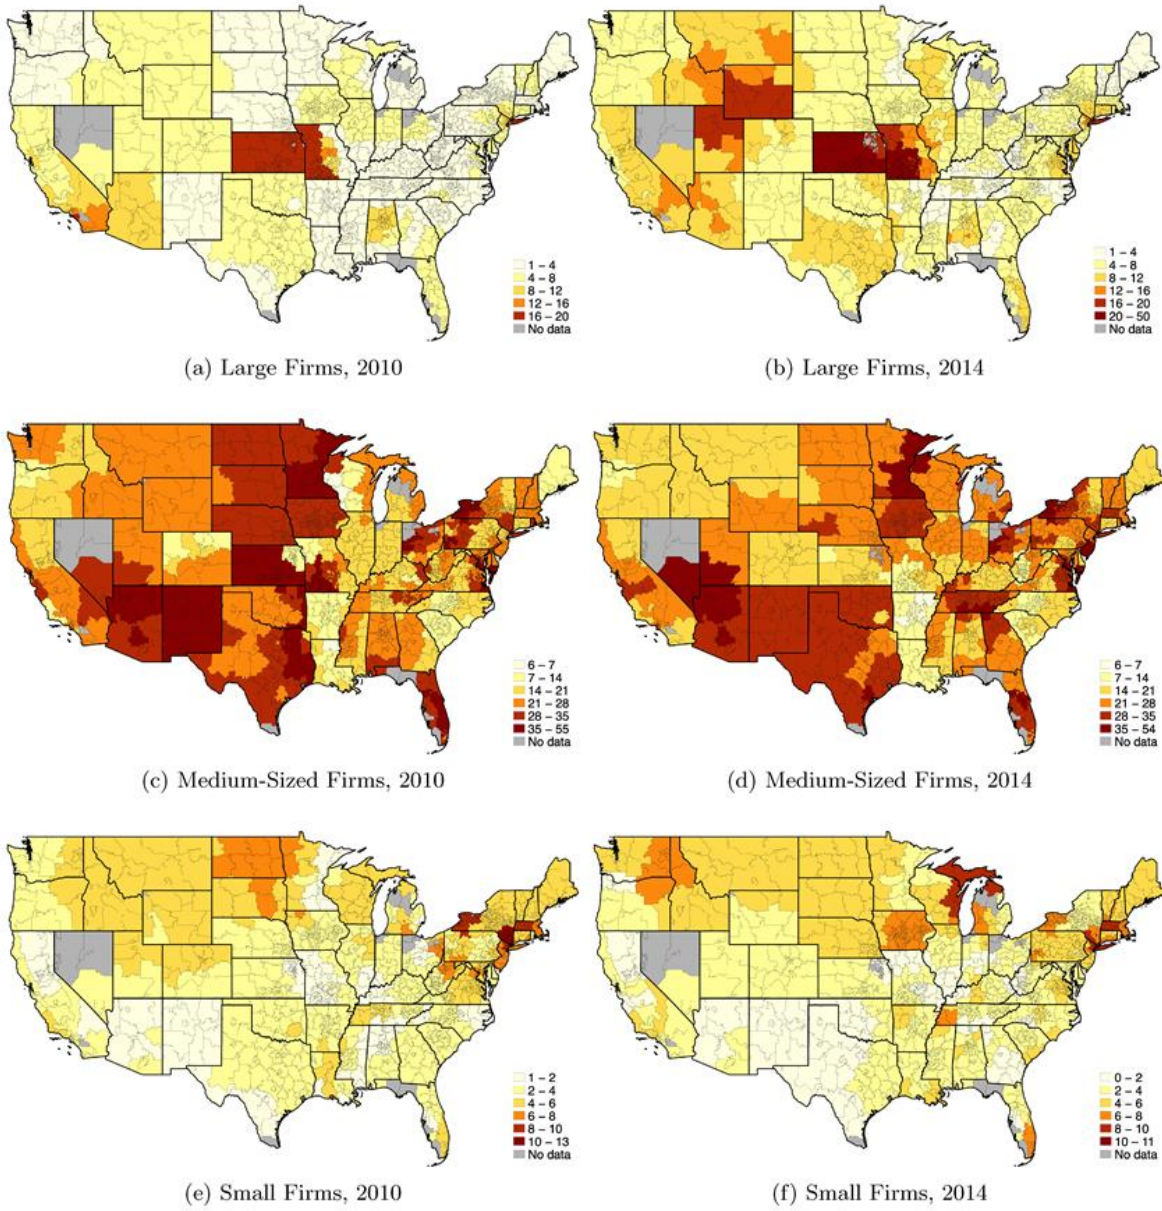 1 – 4
4 – 8
8 – 12
12 – 16
16 – 20
No data
1 – 4
4 – 8
8 – 12
12 – 16
16 – 20
20 – 50
No data
(a) Large Firms, 2010
(b) Large Firms, 2014
6 – 7
7 – 14
14 – 21
21 – 28
28 – 35
35 – 55
No data
6 – 7
7 – 14
14 – 21
21 – 28
28 – 35
35 – 54
No data
(c) Medium-Sized Firms, 2010
(d) Medium-Sized Firms, 2014
1 – 2
2 – 4
4 – 6
6 – 8
8 – 10
10 – 13
No data
0 – 2
2 – 4
4 – 6
6 – 8
8 – 10
10 – 11
No data
(e) Small Firms, 2010
(f) Small Firms, 2014